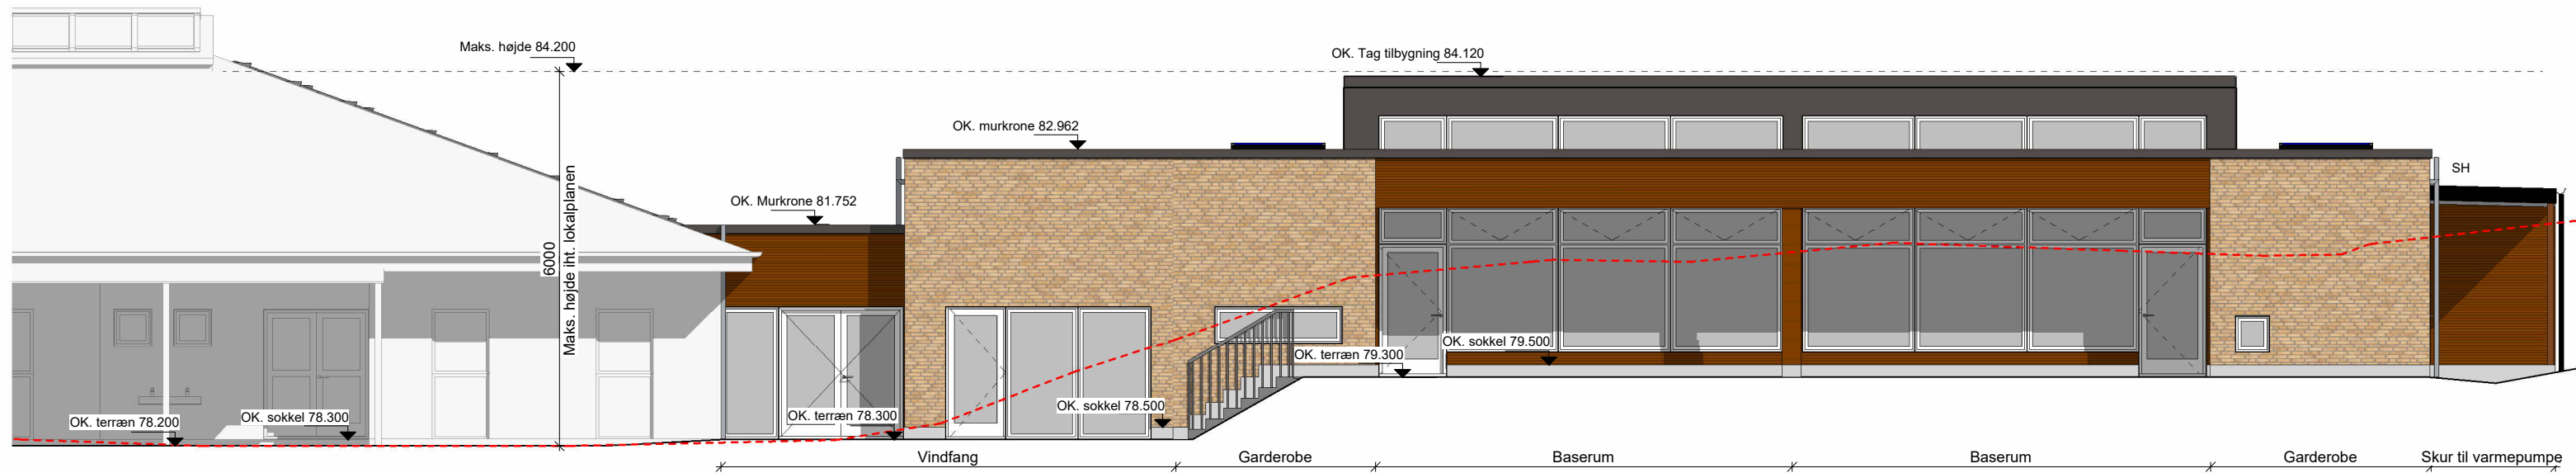 Maks. højde 84.200
OK. Tag tilbygning 84.120
OK. murkrone 82.962
SH
OK. Murkrone 81.752
6000
Maks. højde iht. lokalplanen
OK. sokkel 79.500
OK. terræn 79.300
OK. sokkel 78.500
OK. terræn 78.300
OK. sokkel 78.300
OK. terræn 78.200
Vindfang
Garderobe
Baserum
Baserum
Garderobe
Skur til varmepumpe